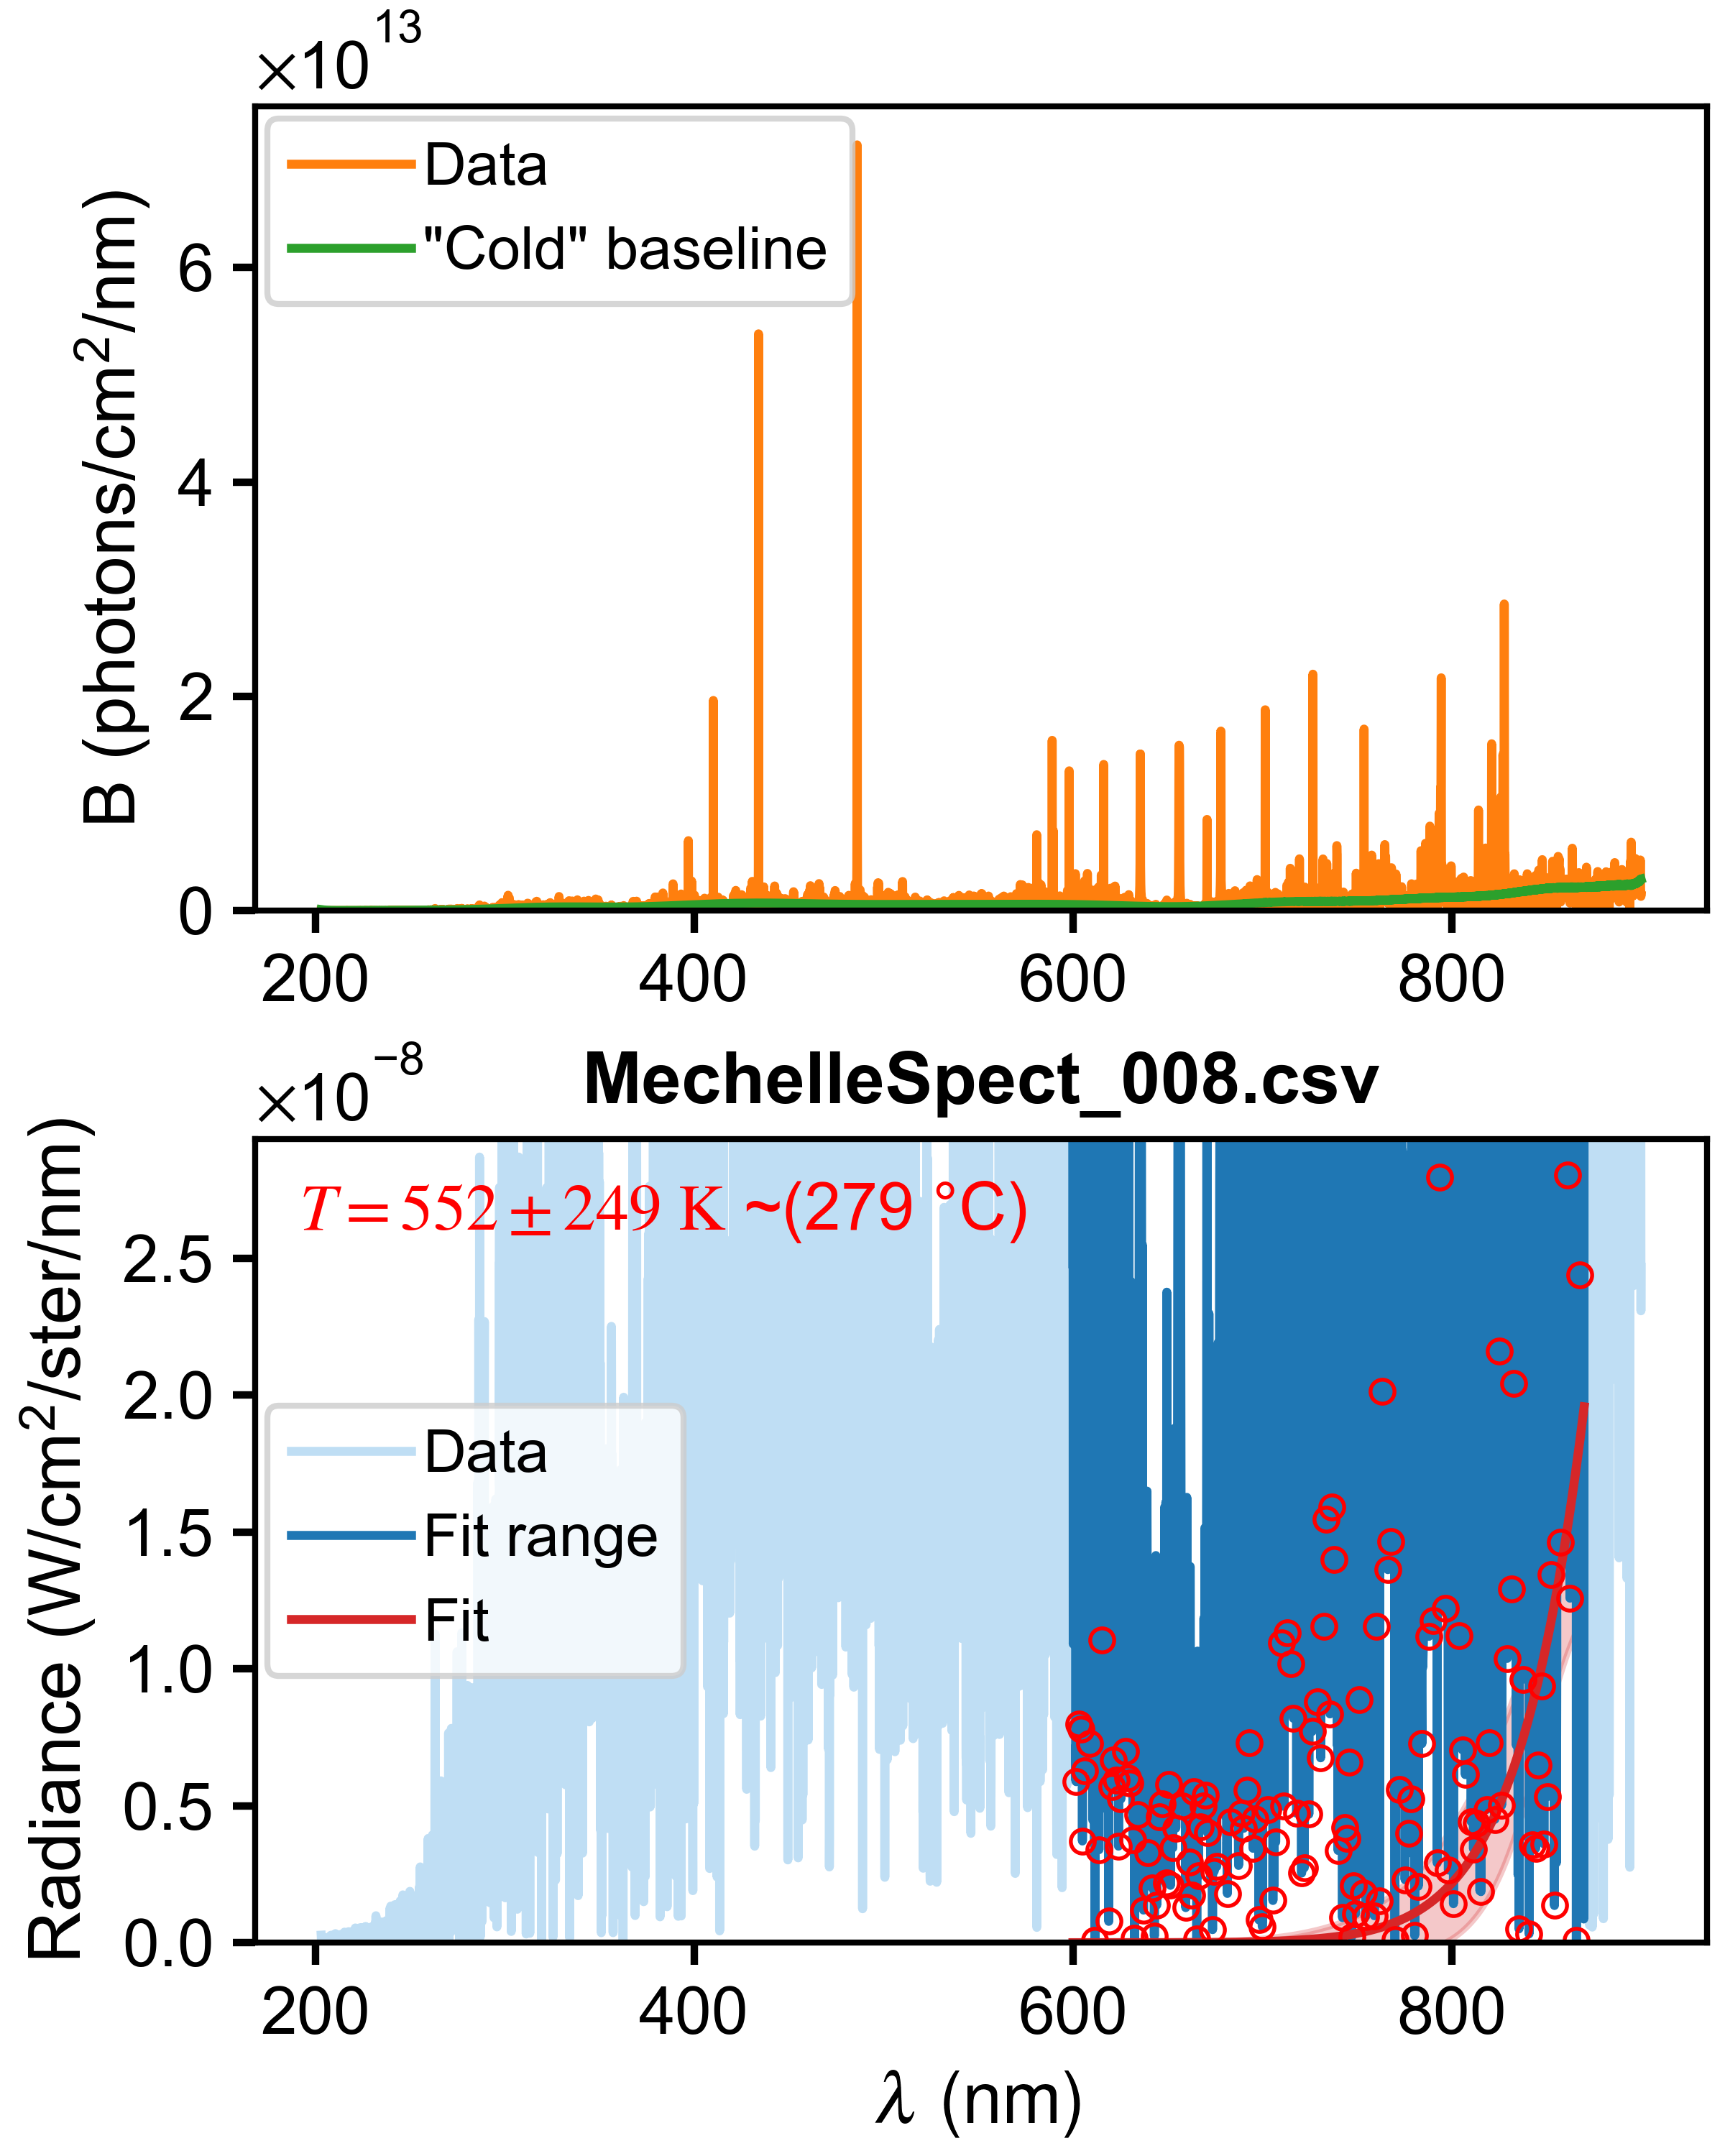 ×10¹³
Data
"Cold" baseline
B (photons/cm²/nm)
6
4
2
0
200 400 600 800
×10⁻⁸
MechelleSpect_008.csv
T = 552 ± 249 K ~(279 °C)
Radiance (W/cm²/ster/nm)
2.5
2.0
1.5
1.0
0.5
0.0
Data
Fit range
Fit
200 400 600 800
λ (nm)